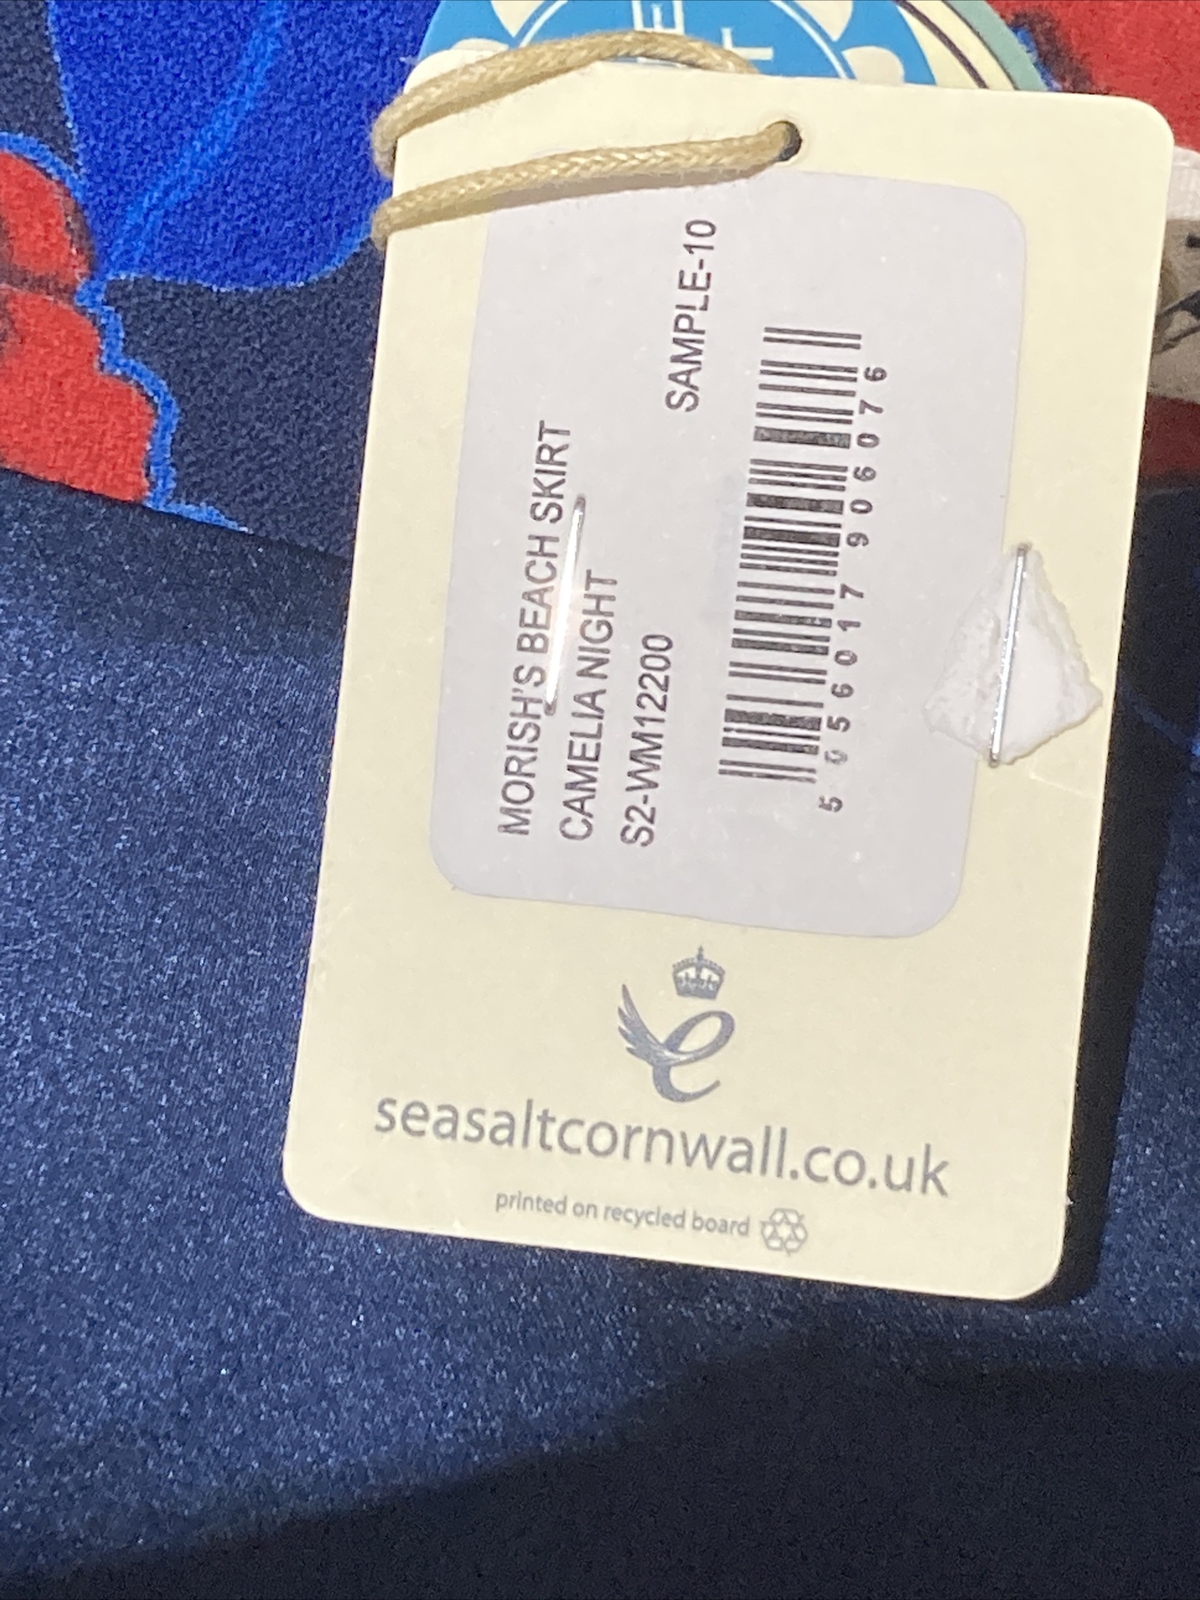 MORISH'S BEACH SKIRT
CAMELIA NIGHT
S2-WM12200
SAMPLE-10
5 056017 906076
seasaltcornwall.co.uk
printed on recycled board